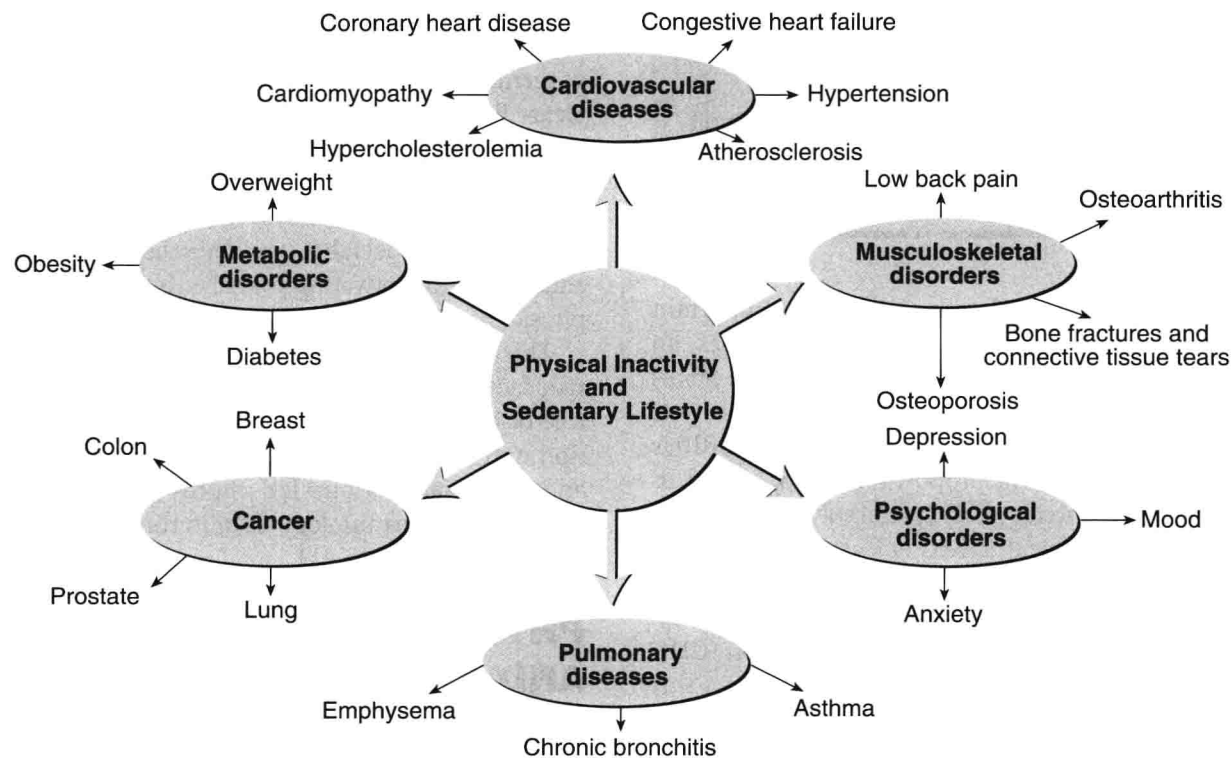 Coronary heart disease
Congestive heart failure
Cardiovascular
diseases
Cardiomyopathy
Hypertension
Hypercholesterolemia
Atherosclerosis
Overweight
Metabolic
disorders
Obesity
Diabetes
Low back pain
Osteoarthritis
Musculoskeletal
disorders
Bone fractures and
connective tissue tears
Osteoporosis
Physical Inactivity
and
Sedentary Lifestyle
Breast
Colon
Cancer
Prostate
Lung
Depression
Psychological
disorders
Mood
Anxiety
Pulmonary
diseases
Emphysema
Asthma
Chronic bronchitis